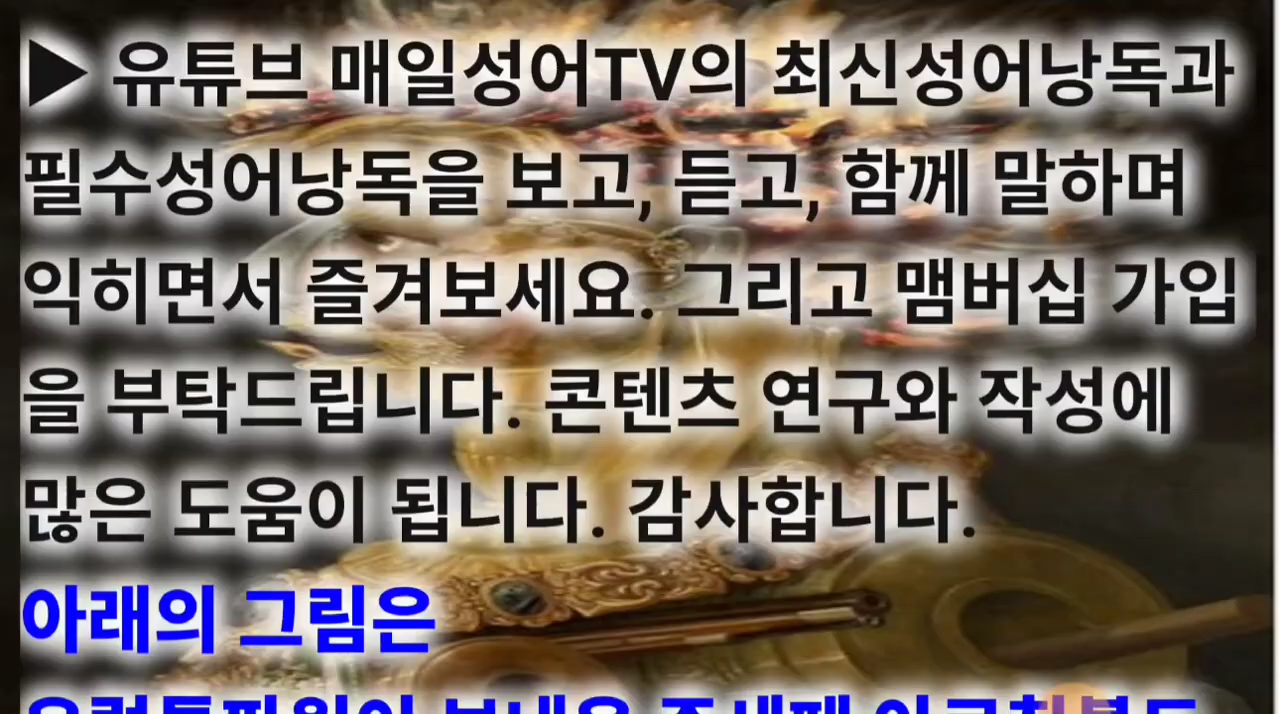 ▶ 유튜브 매일성어TV의 최신성어낭독과
필수성어낭독을 보고, 듣고, 함께 말하며
익히면서 즐겨보세요. 그리고 맴버십 가입
을 부탁드립니다. 콘텐츠 연구와 작성에
많은 도움이 됩니다. 감사합니다.
아래의 그림은